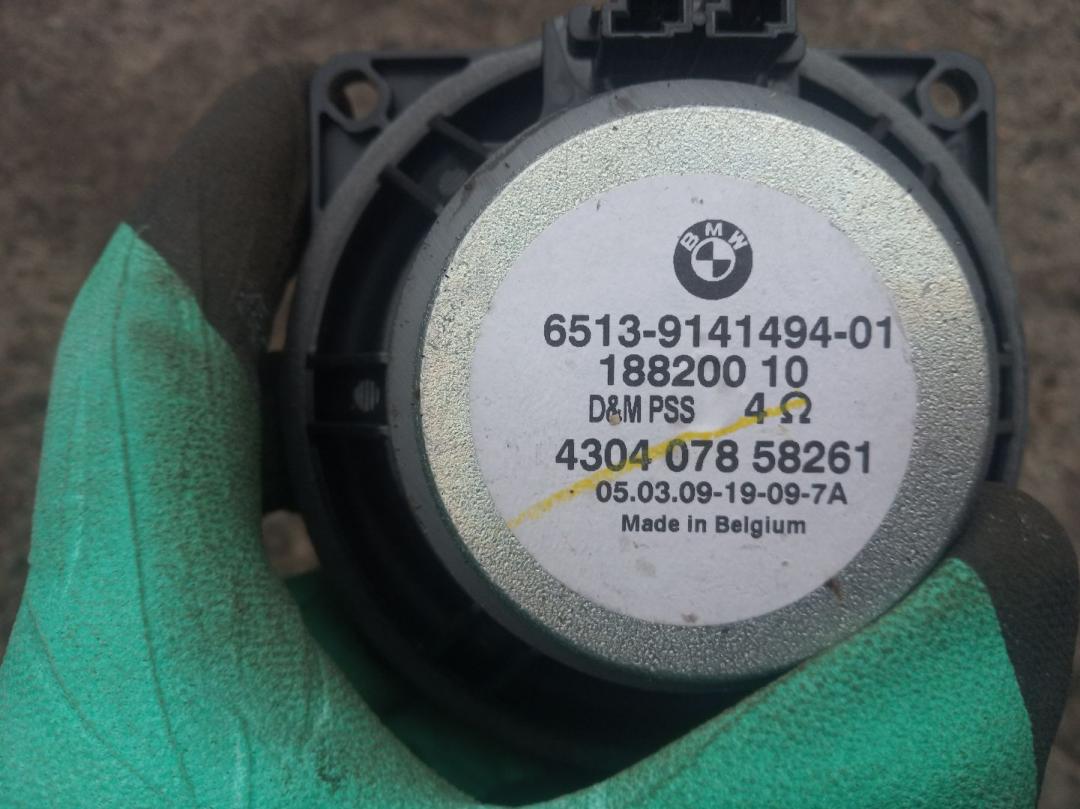 BMW
6513-9141494-01
188200 10
D&M PSS 4 Ω
4304 078 58261
05.03.09-19-09-7A
Made in Belgium